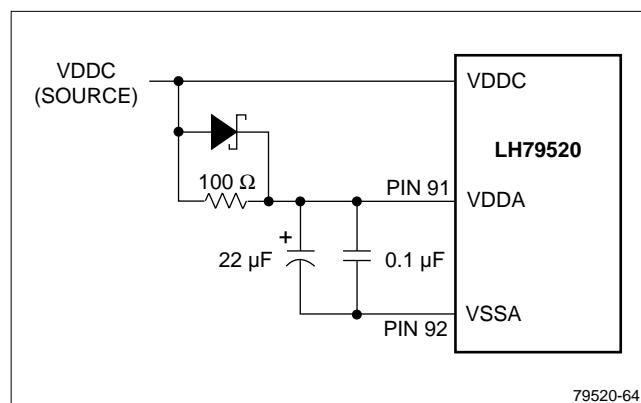 VDDC
(SOURCE)
VDDC
LH79520
100 Ω
PIN 91
VDDA
+
22 µF
0.1 µF
VSSA
PIN 92
79520-64